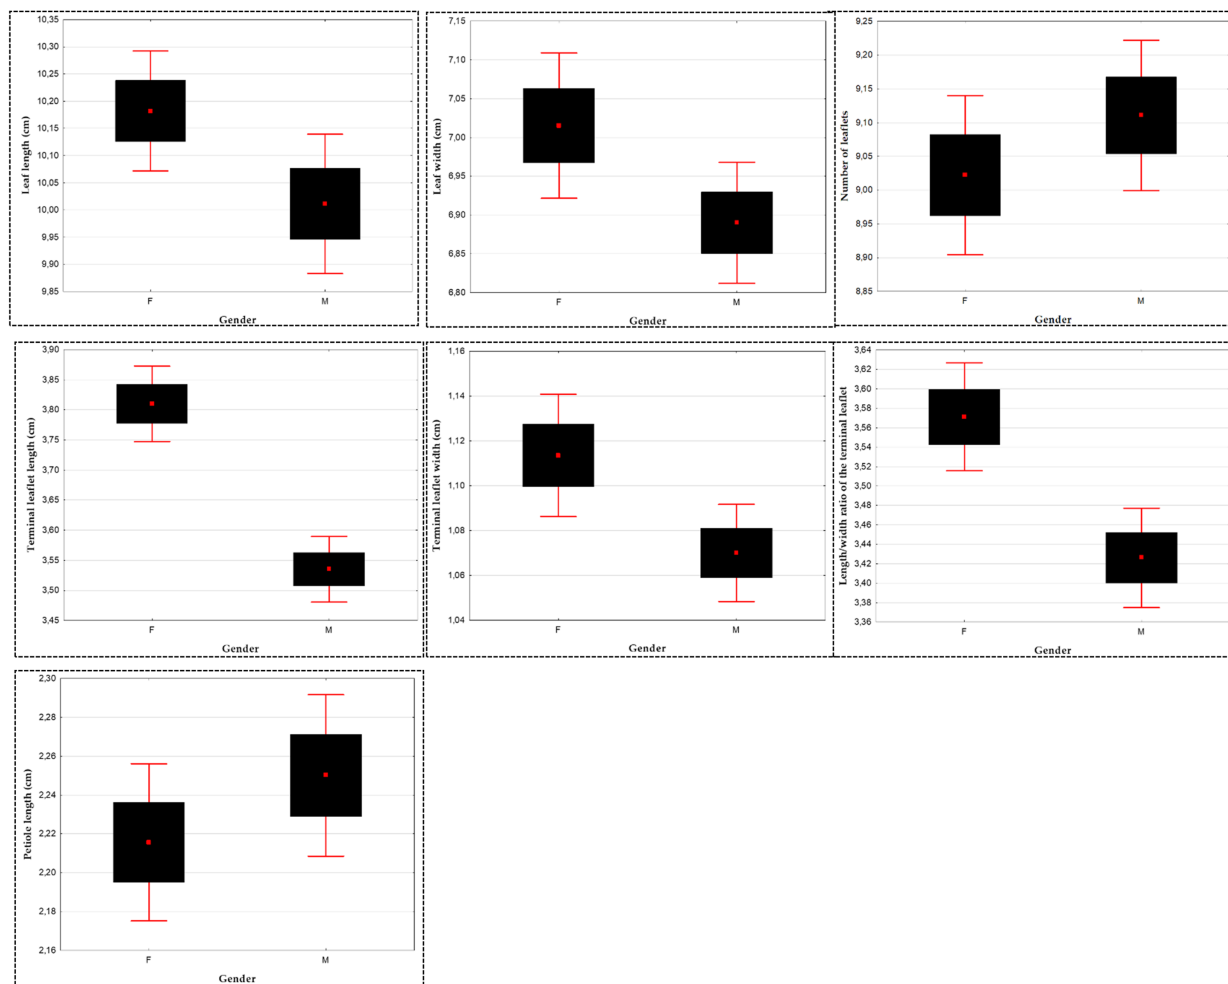 Leaf length (cm)
10,35
10,30
10,25
10,20
10,15
10,10
10,05
10,00
9,95
9,90
9,85
F
M
Gender
Leaf width (cm)
7,15
7,10
7,05
7,00
6,95
6,90
6,85
6,80
F
M
Gender
Number of leaflets
9,25
9,20
9,15
9,10
9,05
9,00
8,95
8,90
8,85
F
M
Gender
Terminal leaflet length (cm)
3,90
3,85
3,80
3,75
3,70
3,65
3,60
3,55
3,50
3,45
F
M
Gender
Terminal leaflet width (cm)
1,16
1,14
1,12
1,10
1,08
1,06
1,04
F
M
Gender
Length/width ratio of the terminal leaflet
3,64
3,62
3,60
3,58
3,56
3,54
3,52
3,50
3,48
3,46
3,44
3,42
3,40
3,38
3,36
F
M
Gender
Petiole length (cm)
2,30
2,28
2,26
2,24
2,22
2,20
2,18
2,16
F
M
Gender